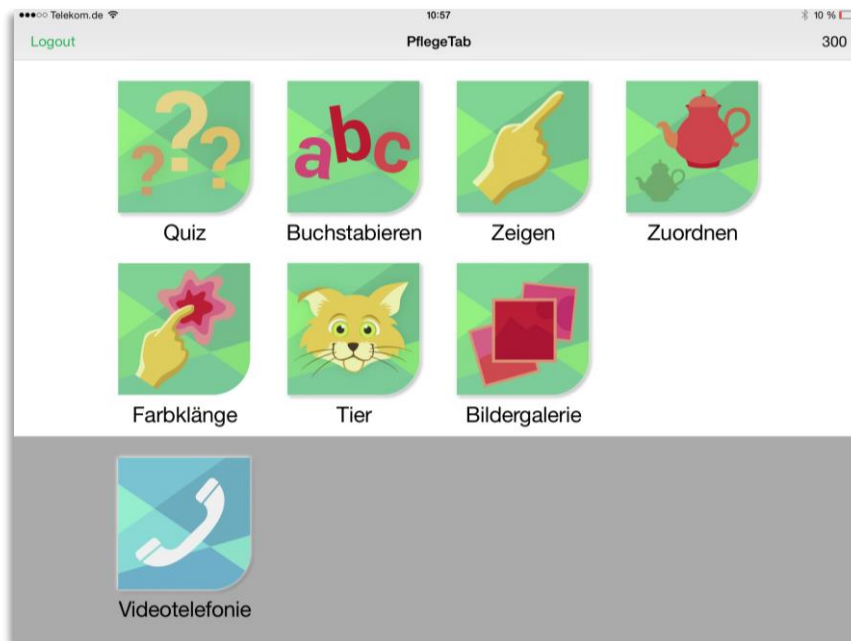 Telekom.de 10:57 10 %
Logout PflegeTab 300
? ? ? abc
Quiz Buchstabieren Zeigen Zuordnen
Farbklänge Tier Bildergalerie
Videotelefonie